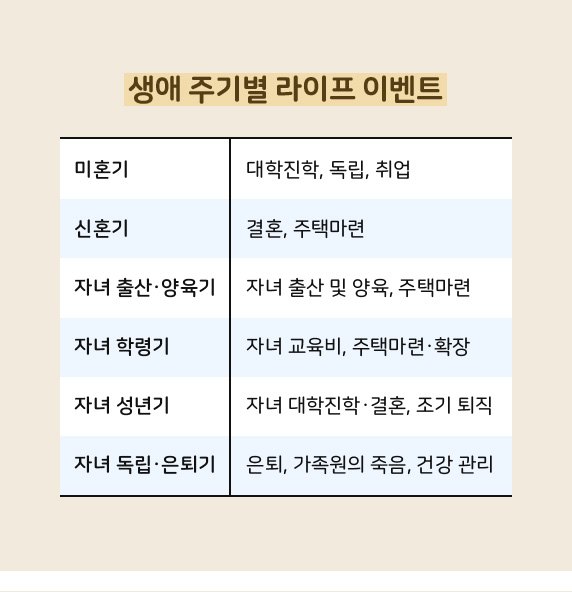 생애 주기별 라이프 이벤트
미혼기 대학진학, 독립, 취업
신혼기 결혼, 주택마련
자녀 출산·양육기 자녀 출산 및 양육, 주택마련
자녀 학령기 자녀 교육비, 주택마련·확장
자녀 성년기 자녀 대학진학·결혼, 조기 퇴직
자녀 독립·은퇴기 은퇴, 가족원의 죽음, 건강 관리